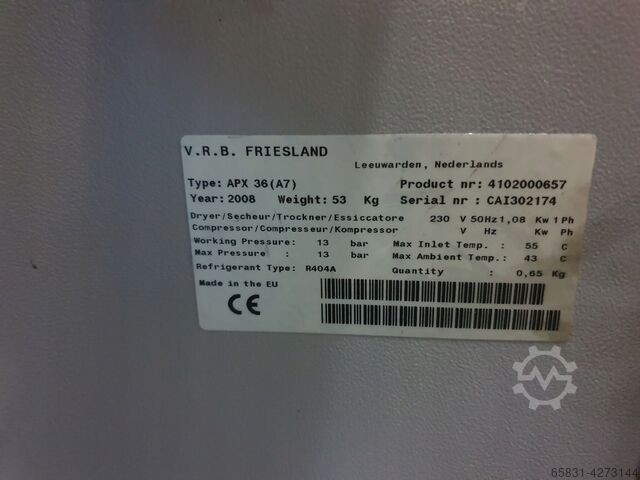 V.R.B. FRIESLAND
Leeuwarden, Nederlands
Type: APX 36(A7) Product nr: 4102000657
Year: 2008 Weight: 53 Kg Serial nr : CAI302174
Dryer/Secheur/Trockner/Essiccatore 230 V 50Hz 1,08 Kw 1 Ph
Compressor/Compresseur/Kompressor V Hz Kw Ph
Working Pressure: 13 bar Max Inlet Temp. : 55 C
Max Pressure : 13 bar Max Ambient Temp.: 43 C
Refrigerant Type: R404A Quantity : 0,65 Kg
Made in the EU
CE
65831-4273144